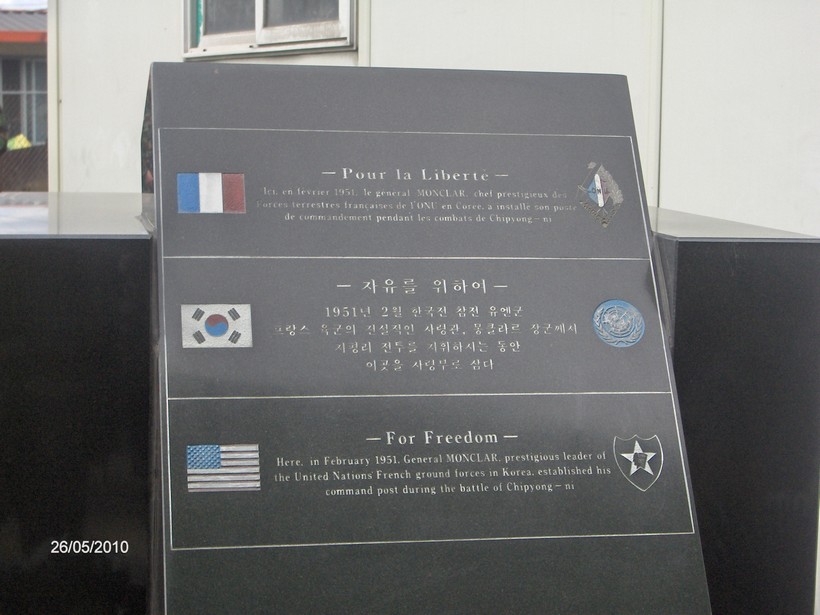 — Pour la Liberté —
Ici, en février 1951, le général MONCLAR, chef prestigieux des
Forces terrestres françaises de l'ONU en Corée, a installé son poste
de commandement pendant les combats de Chipyong – ni
— 자유를 위하여 —
1951년 2월 한국전 참전 유엔군
프랑스 육군의 전설적인 사령관, 몽클라르 장군께서
지평리 전투를 지휘하시는 동안
이곳을 사령부로 삼다
— For Freedom —
Here, in February 1951, General MONCLAR, prestigious leader of
the United Nations' French ground forces in Korea, established his
command post during the battle of Chipyong – ni
26/05/2010